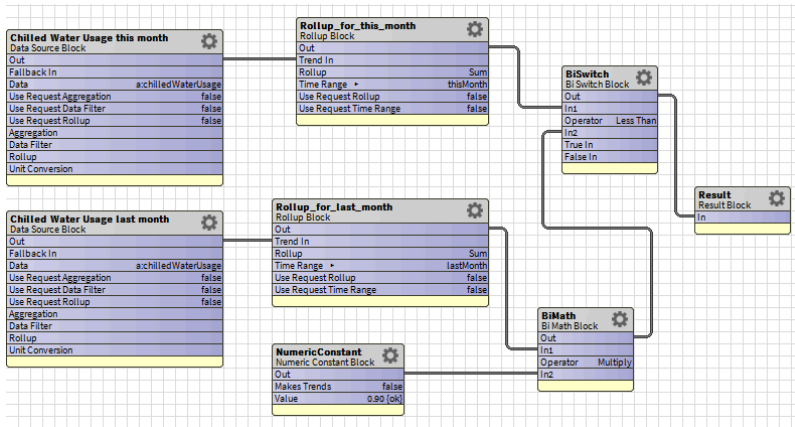 Chilled Water Usage this month
Data Source Block
Out
Fallback In
Data a:chilledWaterUsage
Use Request Aggregation false
Use Request Data Filter false
Use Request Rollup false
Aggregation
Data Filter
Rollup
Unit Conversion
Rollup_for_this_month
Rollup Block
Out
Trend In
Rollup Sum
Time Range ▸ thisMonth
Use Request Rollup false
Use Request Time Range false
BiSwitch
Bi Switch Block
Out
In1
Operator Less Than
In2
True In
False In
Result
Result Block
In
Chilled Water Usage last month
Data Source Block
Out
Fallback In
Data a:chilledWaterUsage
Use Request Aggregation false
Use Request Data Filter false
Use Request Rollup false
Aggregation
Data Filter
Rollup
Unit Conversion
Rollup_for_last_month
Rollup Block
Out
Trend In
Rollup Sum
Time Range ▸ lastMonth
Use Request Rollup false
Use Request Time Range false
NumericConstant
Numeric Constant Block
Out
Makes Trends false
Value 0.90 {ok}
BiMath
Bi Math Block
Out
In1
Operator Multiply
In2